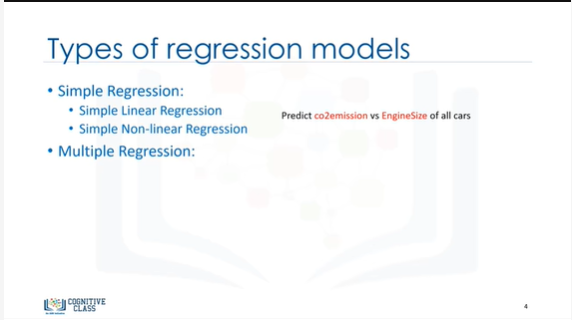 Types of regression models
• Simple Regression:
• Simple Linear Regression
• Simple Non-linear Regression
Predict co2emission vs EngineSize of all cars
• Multiple Regression:
COGNITIVE
CLASS
4